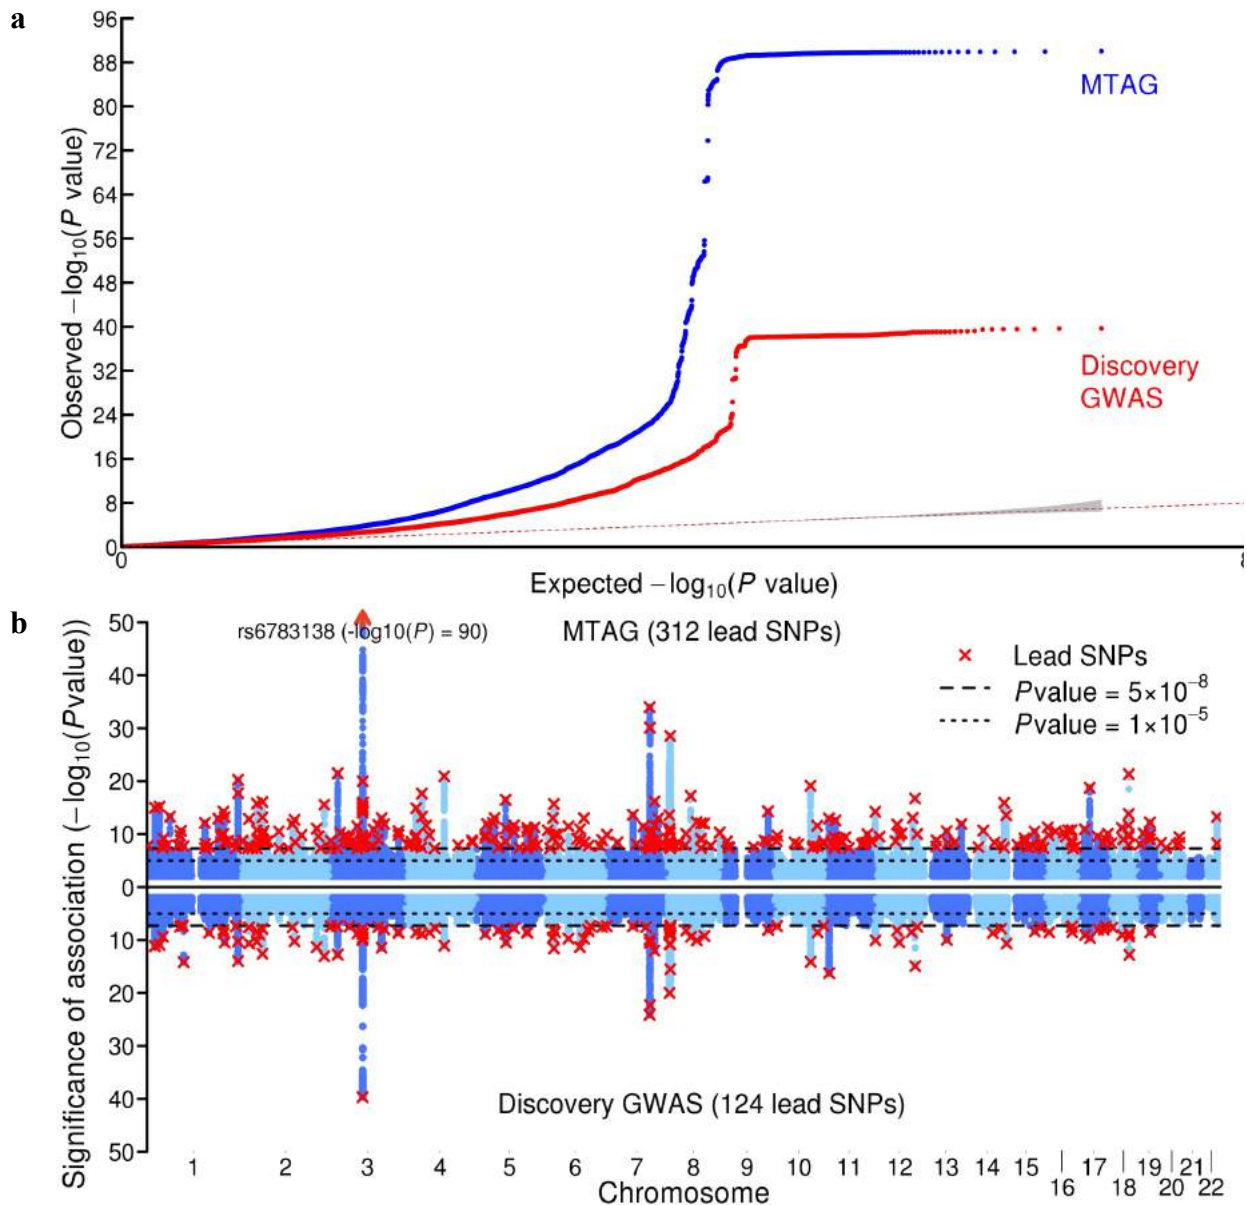 a
96
88
80
72
64
56
48
40
32
24
16
8
0
Observed −log10(P value)
MTAG
Discovery
GWAS
0
8
Expected −log10(P value)
b
50
40
30
20
10
0
10
20
30
40
50
Significance of association (−log10(Pvalue))
rs6783138 (-log10(P) = 90)
MTAG (312 lead SNPs)
Lead SNPs
Pvalue = 5×10−8
Pvalue = 1×10−5
Discovery GWAS (124 lead SNPs)
1 2 3 4 5 6 7 8 9 10 11 12 13 14 15 16 17 18 19 20 21 22
Chromosome